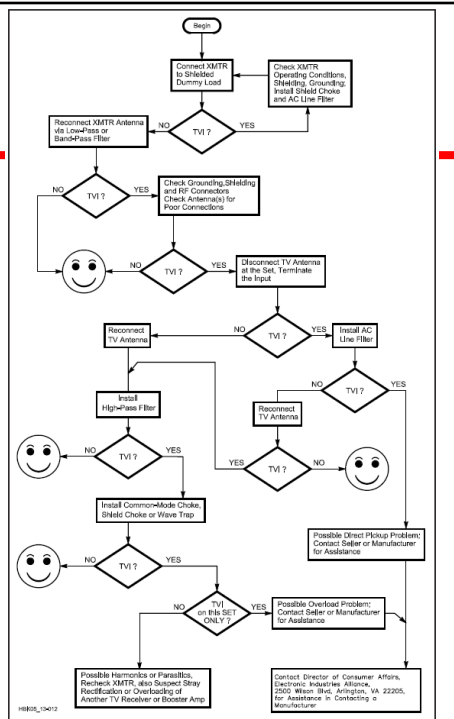 Begin
Connect XMTR
to Shielded
Dummy Load
Check XMTR
Operating Conditions,
Shielding, Grounding;
Install Shield Choke
and AC Line Filter
TVI ?
NO
YES
Reconnect XMTR Antenna
via Low-Pass or
Band-Pass Filter
TVI ?
NO
YES
Check Grounding,Shielding
and RF Connectors
Check Antenna(s) for
Poor Connections
TVI ?
NO
YES
Disconnect TV Antenna
at the Set, Terminate
the Input
TVI ?
NO
YES
Reconnect
TV Antenna
Install AC
Line Filter
TVI ?
NO
YES
Install
High-Pass Filter
Reconnect
TV Antenna
TVI ?
NO
YES
TVI ?
YES
NO
Install Common-Mode Choke,
Shield Choke or Wave Trap
Possible Direct Pickup Problem;
Contact Seller or Manufacturer
for Assistance
TVI ?
NO
YES
TVI
on this SET
ONLY ?
NO
YES
Possible Overload Problem;
Contact Seller or Manufacturer
for Assistance
Possible Harmonics or Parasitics,
Recheck XMTR, also Suspect Stray
Rectification or Overloading of
Another TV Receiver or Booster Amp
Contact Director of Consumer Affairs,
Electronic Industries Alliance,
2500 Wilson Blvd, Arlington, VA 22205,
for Assistance in Contacting a
Manufacturer
HBK05_13-012